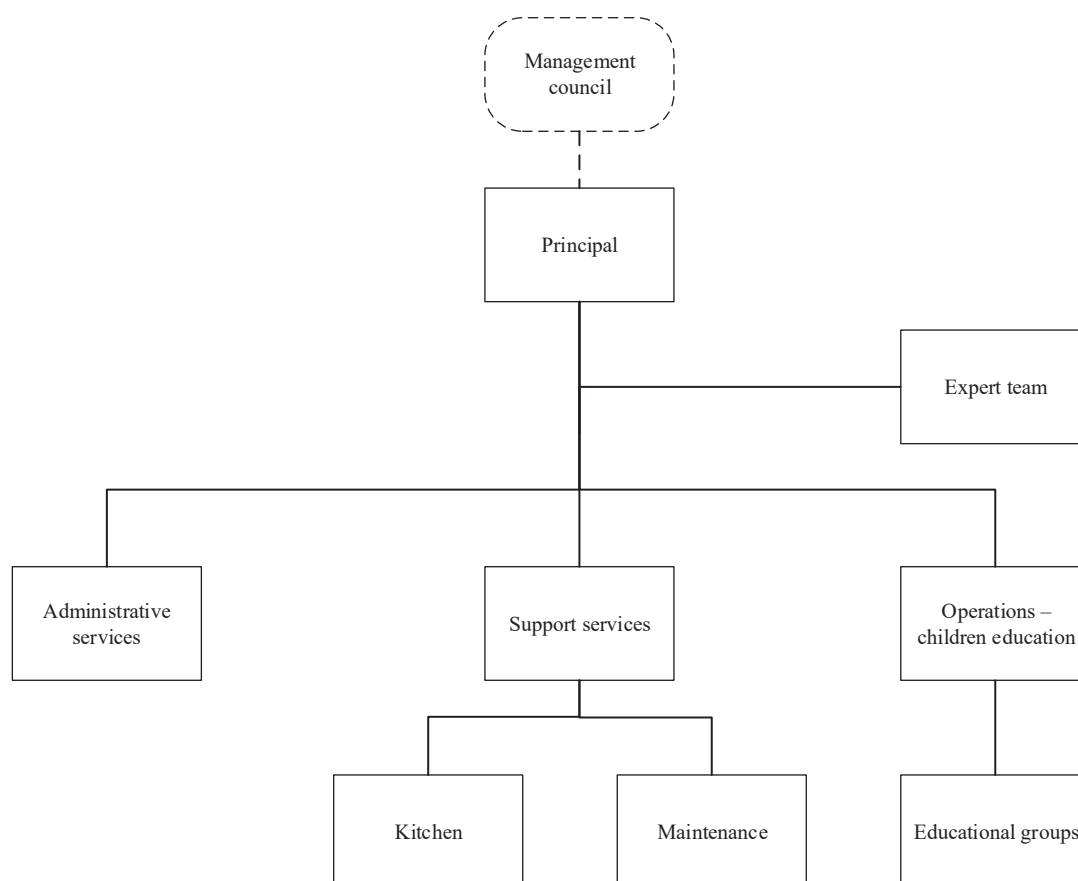 Management
council
Principal
Expert team
Administrative
services
Support services
Operations –
children education
Kitchen
Maintenance
Educational groups